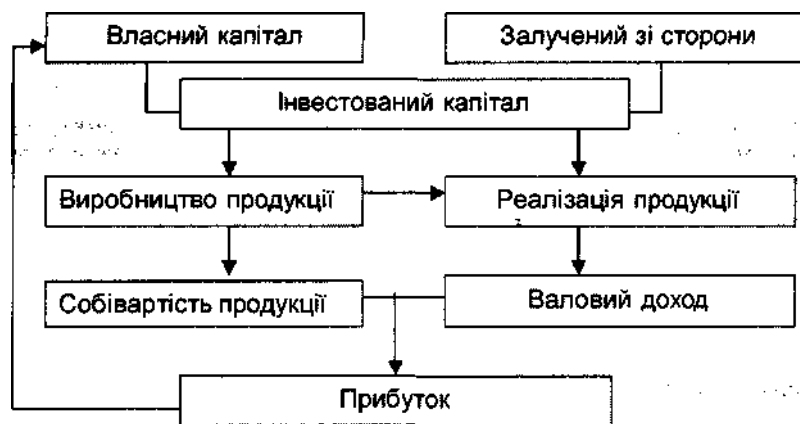 Власний капітал
Залучений зі сторони
Інвестований капітал
Виробництво продукції
Реалізація продукції
Собівартість продукції
Валовий доход
Прибуток